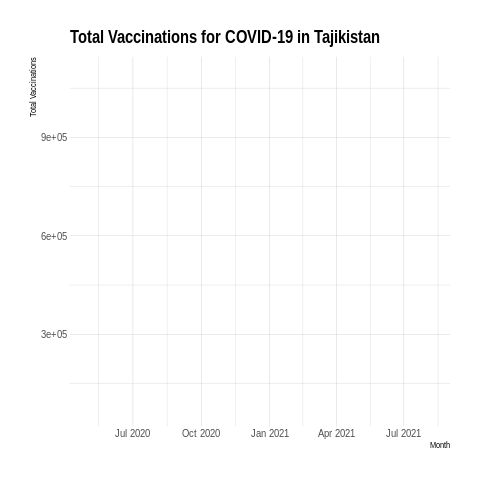 Total Vaccinations for COVID-19 in Tajikistan
Total Vaccinations
9e+05
6e+05
3e+05
Jul 2020 Oct 2020 Jan 2021 Apr 2021 Jul 2021
Month